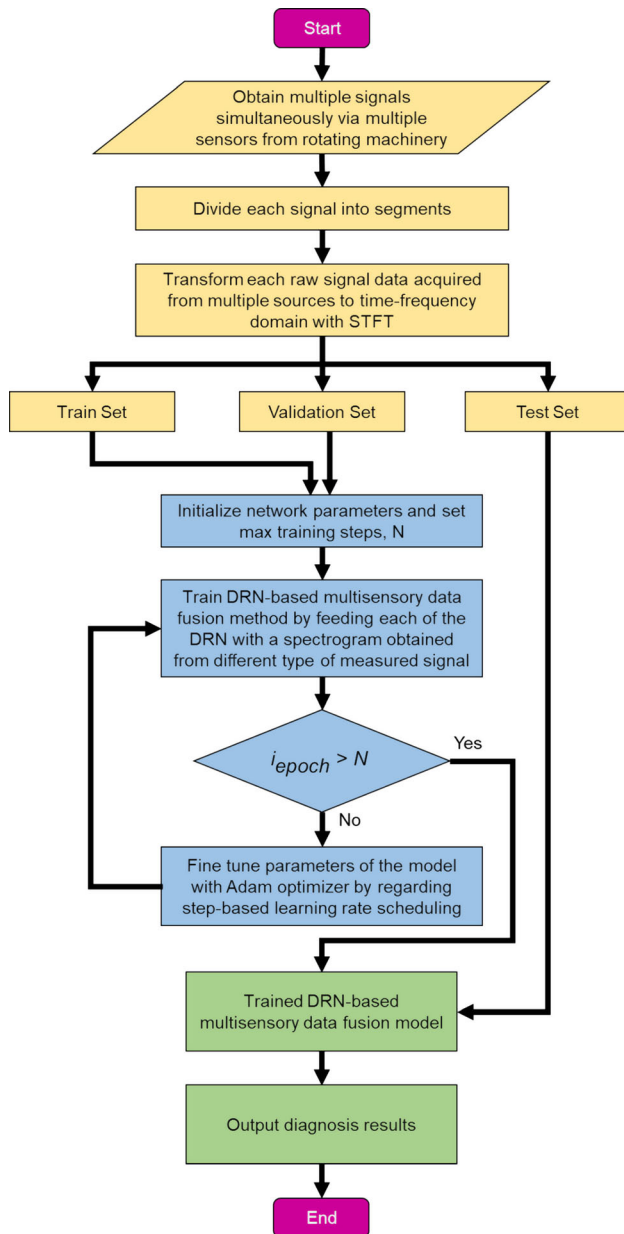 Start
Obtain multiple signals
simultaneously via multiple
sensors from rotating machinery
Divide each signal into segments
Transform each raw signal data acquired
from multiple sources to time-frequency
domain with STFT
Train Set
Validation Set
Test Set
Initialize network parameters and set
max training steps, N
Train DRN-based multisensory data
fusion method by feeding each of the
DRN with a spectrogram obtained
from different type of measured signal
i_epoch > N
Yes
No
Fine tune parameters of the model
with Adam optimizer by regarding
step-based learning rate scheduling
Trained DRN-based
multisensory data fusion model
Output diagnosis results
End